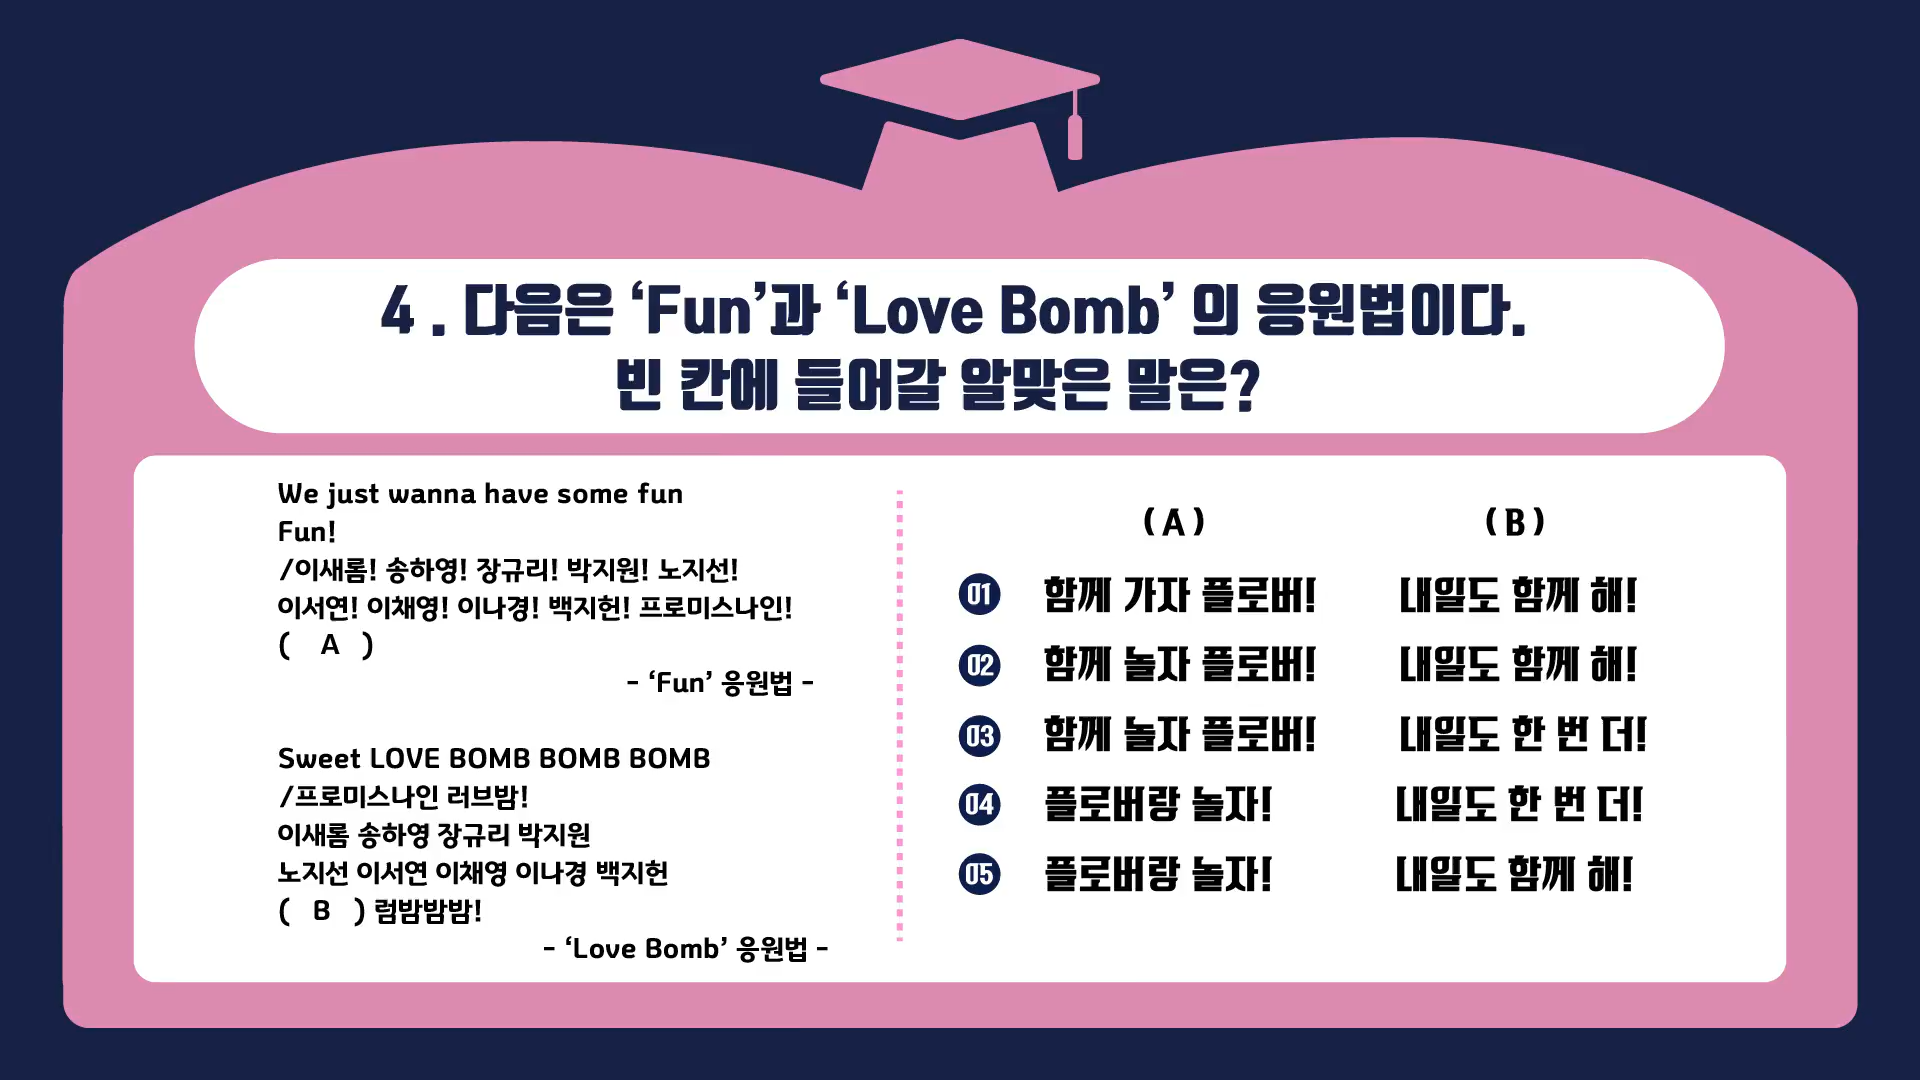 4 . 다음은 ‘Fun’과 ‘Love Bomb’ 의 응원법이다.
빈 칸에 들어갈 알맞은 말은?
We just wanna have some fun
Fun!
/이새롬! 송하영! 장규리! 박지원! 노지선!
이서연! 이채영! 이나경! 백지헌! 프로미스나인!
( A )
- ‘Fun’ 응원법 -
Sweet LOVE BOMB BOMB BOMB
/프로미스나인 러브밤!
이새롬 송하영 장규리 박지원
노지선 이서연 이채영 이나경 백지헌
( B ) 럼밤밤밤!
- ‘Love Bomb’ 응원법 -
( A ) ( B )
01 함께 가자 플로버! 내일도 함께 해!
02 함께 놀자 플로버! 내일도 함께 해!
03 함께 놀자 플로버! 내일도 한 번 더!
04 플로버랑 놀자! 내일도 한 번 더!
05 플로버랑 놀자! 내일도 함께 해!